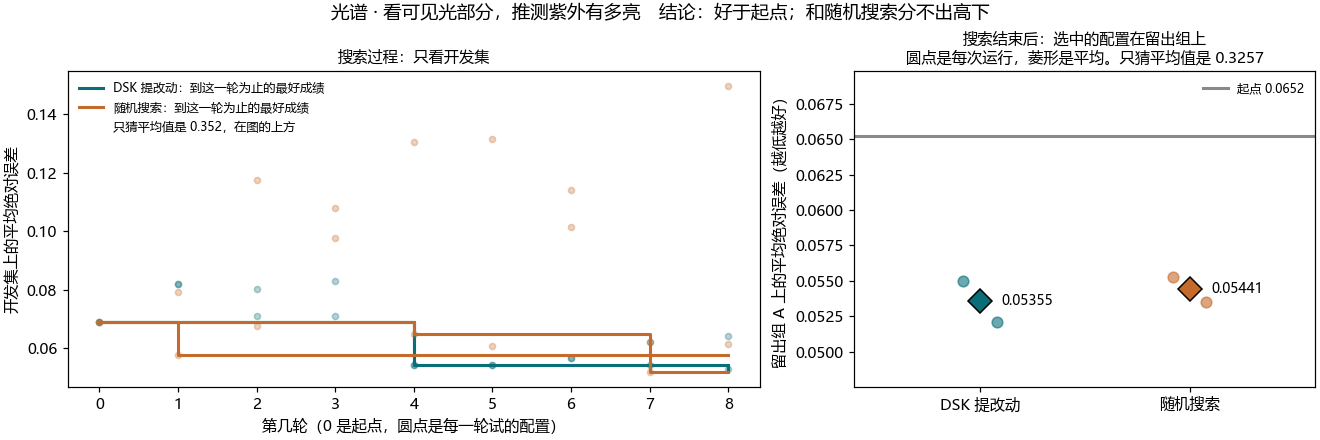 光谱 · 看可见光部分，推测紫外有多亮　结论：好于起点；和随机搜索分不出高下
搜索过程：只看开发集
DSK 提改动：到这一轮为止的最好成绩
随机搜索：到这一轮为止的最好成绩
只猜平均值是 0.352，在图的上方
开发集上的平均绝对误差
0.14
0.12
0.10
0.08
0.06
0 1 2 3 4 5 6 7 8
第几轮（0 是起点，圆点是每一轮试的配置）
搜索结束后：选中的配置在留出组上
圆点是每次运行，菱形是平均。只猜平均值是 0.3257
起点 0.0652
留出组 A 上的平均绝对误差（越低越好）
0.0675
0.0650
0.0625
0.0600
0.0575
0.0550
0.0525
0.0500
0.05355
0.05441
DSK 提改动 随机搜索